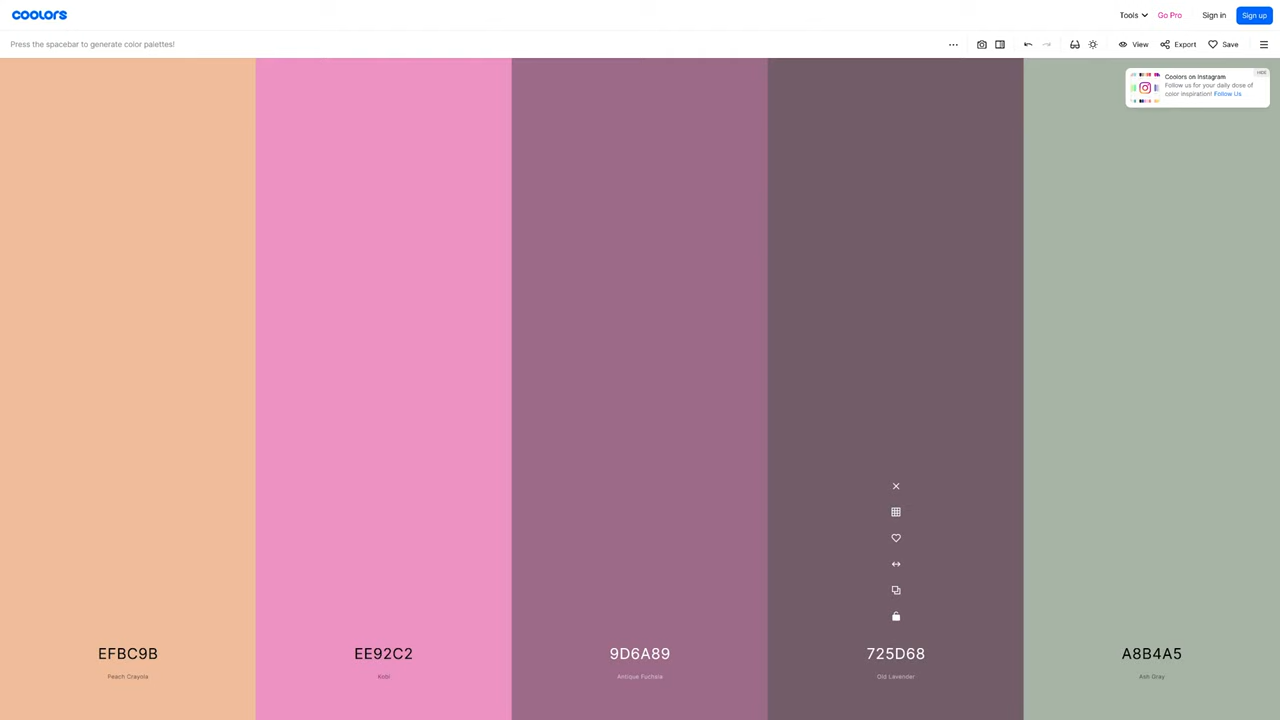 coolors
Tools
Go Pro
Sign in
Sign up
Press the spacebar to generate color palettes!
View
Export
Save
Coolors on Instagram
HIDE
Follow us for your daily dose of
color inspiration! Follow Us.
EFBC9B
EE92C2
9D6A89
725D68
A8B4A5
Peach Crayola
Kobi
Antique Fuchsia
Old Lavender
Ash Gray